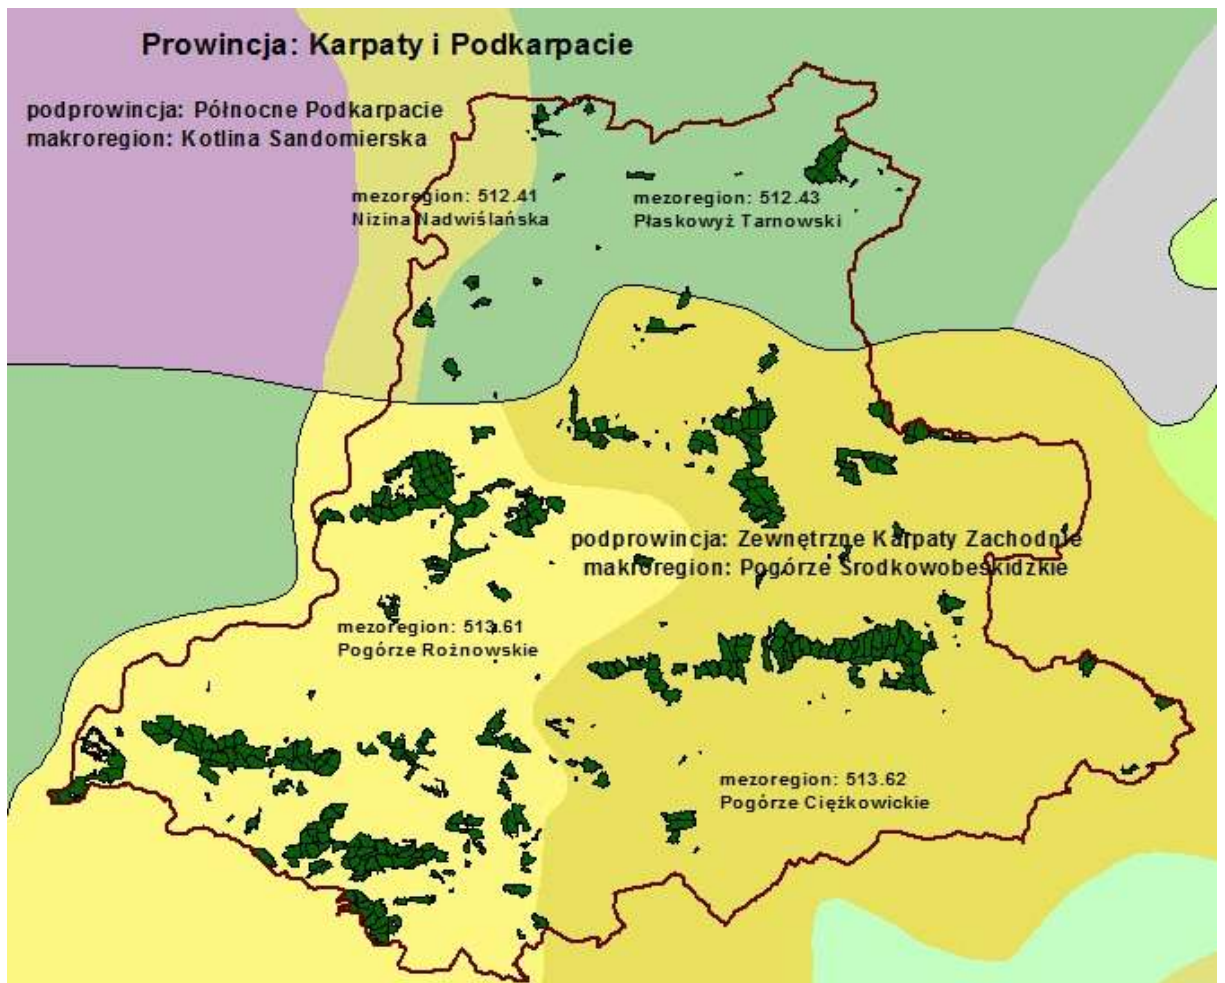 Prowincja: Karpaty i Podkarpacie
podprowincja: Północne Podkarpacie
makroregion: Kotlina Sandomierska
mezoregion: 512.41
Nizina Nadwiślańska
mezoregion: 512.43
Płaskowyż Tarnowski
podprowincja: Zewnętrzne Karpaty Zachodnie
makroregion: Pogórze Środkowobeskidzkie
mezoregion: 513.61
Pogórze Rożnowskie
mezoregion: 513.62
Pogórze Ciężkowickie